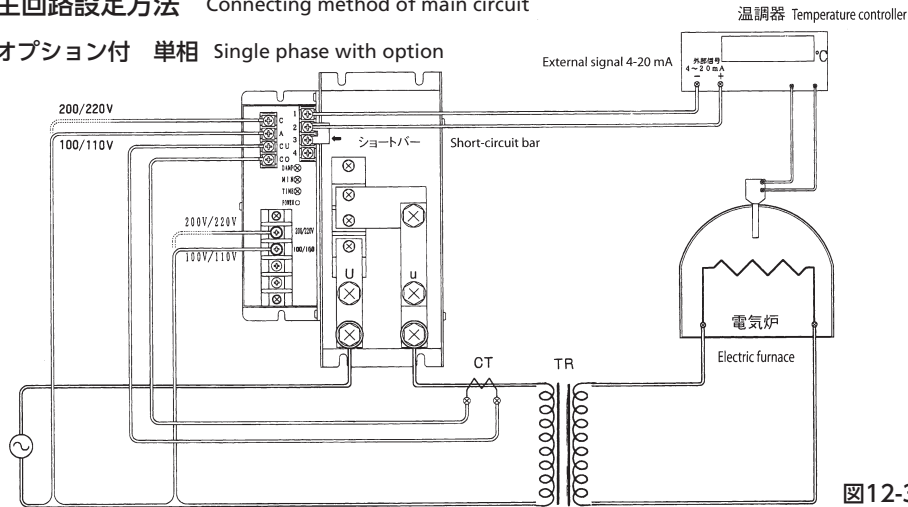 主回路設定方法 Connecting method of main circuit
オプション付 単相 Single phase with option
温調器 Temperature controller
External signal 4-20 mA
外部信号
4～20mA
− +
℃
200/220V
100/110V
C
A
CU
CO
1
2
3
4
ショートバー
Short-circuit bar
DAMP
MIN
TIME
POWER
200V/220V
100V/110V
200/220V
U
u
電気炉
Electric furnace
CT
TR
図12-3